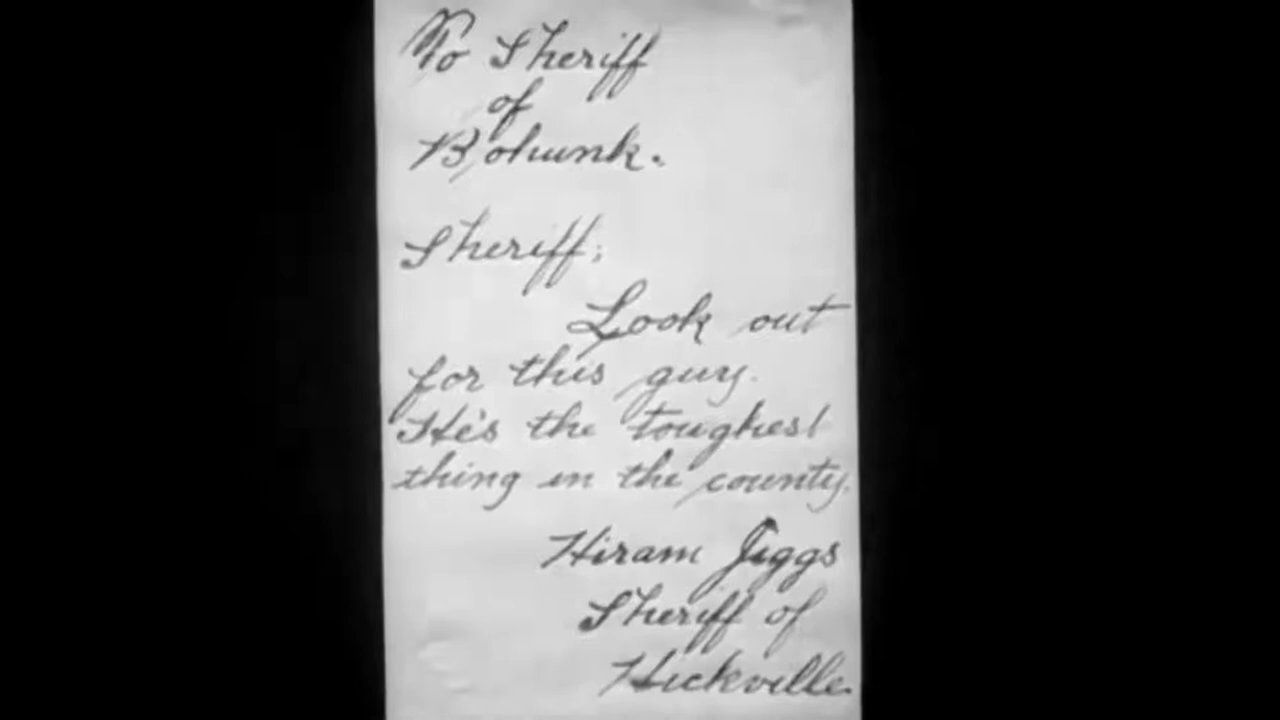 To Sheriff
of
Bohunk.
Sheriff;
Look out
for this guy.
He's the toughest
thing in the county.
Hiram Jiggs
Sheriff of
Hickville.